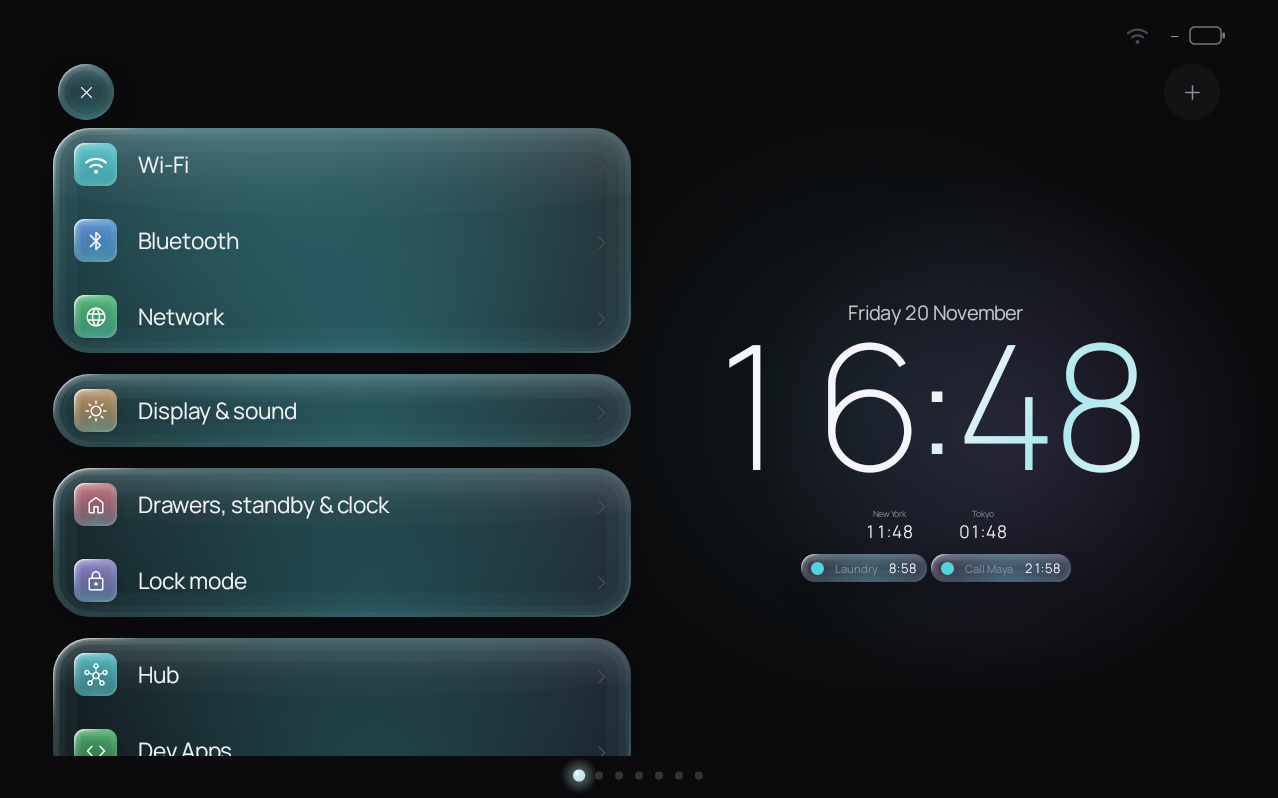 –
Wi-Fi
Bluetooth
Network
Display & sound
Drawers, standby & clock
Lock mode
Hub
Dev Apps
Friday 20 November
16:48
New York
11:48
Tokyo
01:48
Laundry 8:58
Call Maya 21:58